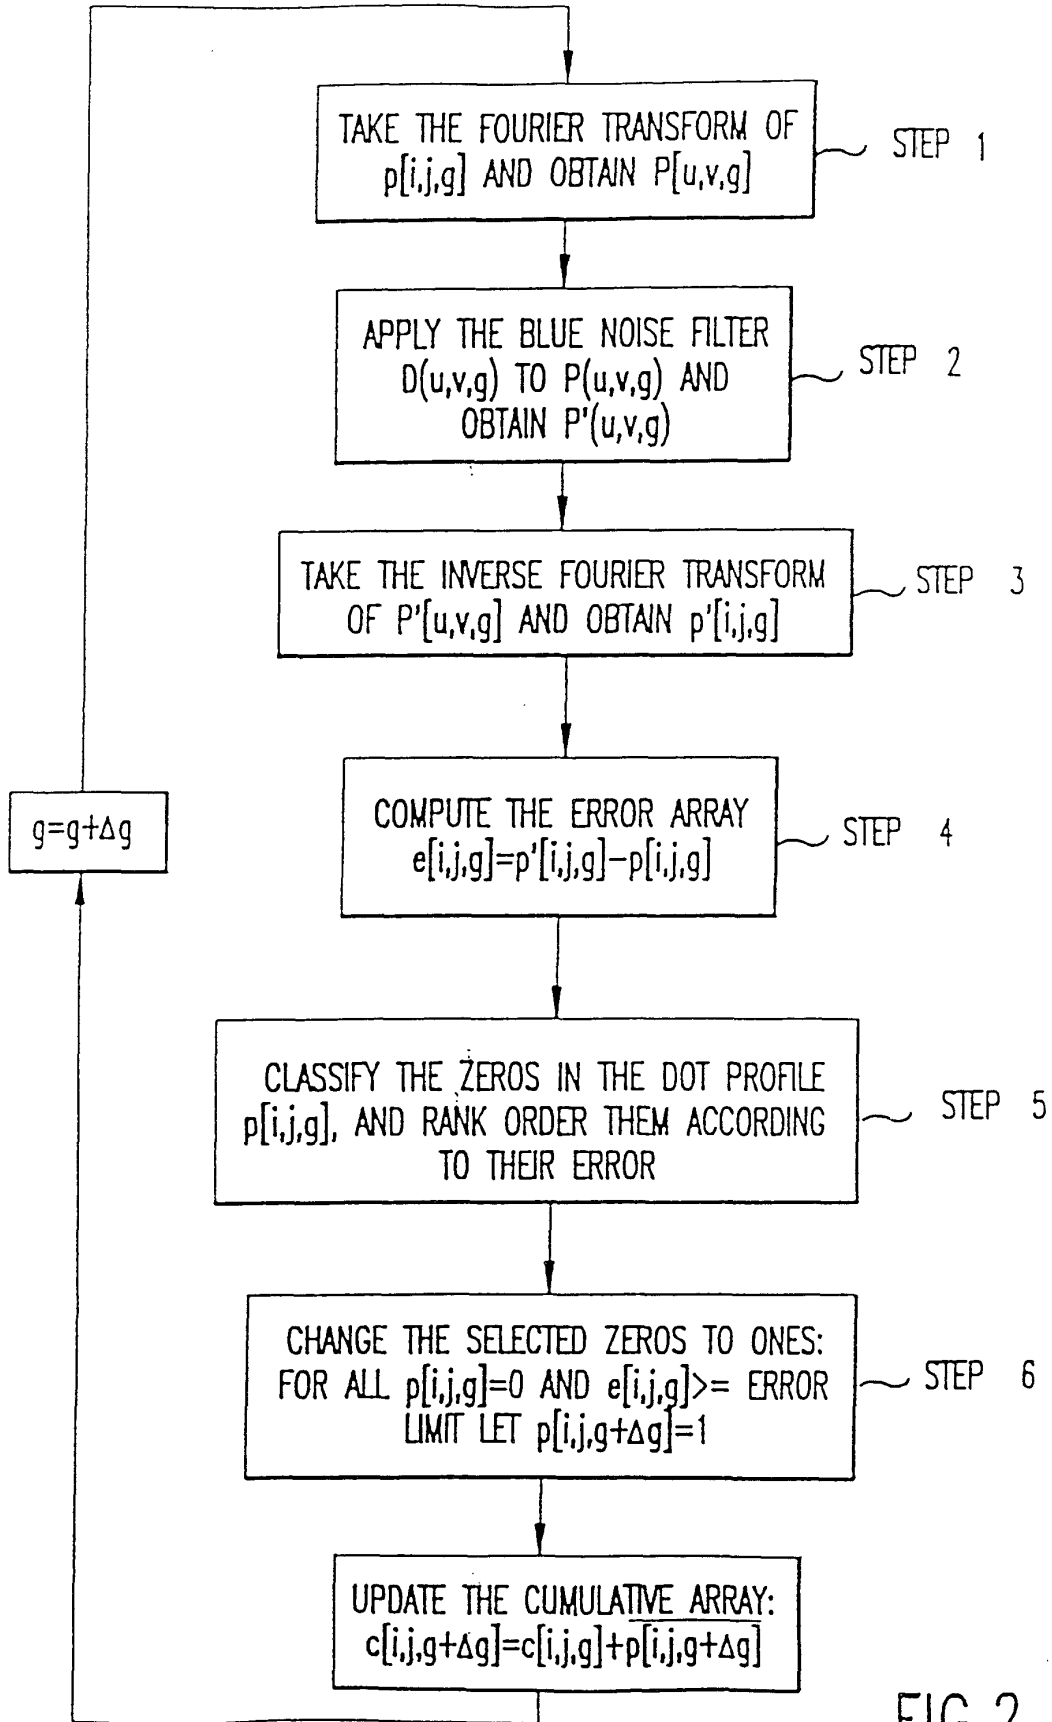 TAKE THE FOURIER TRANSFORM OF
p[i,j,g] AND OBTAIN P[u,v,g]
STEP 1
APPLY THE BLUE NOISE FILTER
D(u,v,g) TO P(u,v,g) AND
OBTAIN P'(u,v,g)
STEP 2
TAKE THE INVERSE FOURIER TRANSFORM
OF P'[u,v,g] AND OBTAIN p'[i,j,g]
STEP 3
COMPUTE THE ERROR ARRAY
e[i,j,g]=p'[i,j,g]-p[i,j,g]
STEP 4
g=g+Δg
CLASSIFY THE ZEROS IN THE DOT PROFILE
p[i,j,g], AND RANK ORDER THEM ACCORDING
TO THEIR ERROR
STEP 5
CHANGE THE SELECTED ZEROS TO ONES:
FOR ALL p[i,j,g]=0 AND e[i,j,g]>= ERROR
LIMIT LET p[i,j,g+Δg]=1
STEP 6
UPDATE THE CUMULATIVE ARRAY:
c[i,j,g+Δg]=c[i,j,g]+p[i,j,g+Δg]
FIG 2